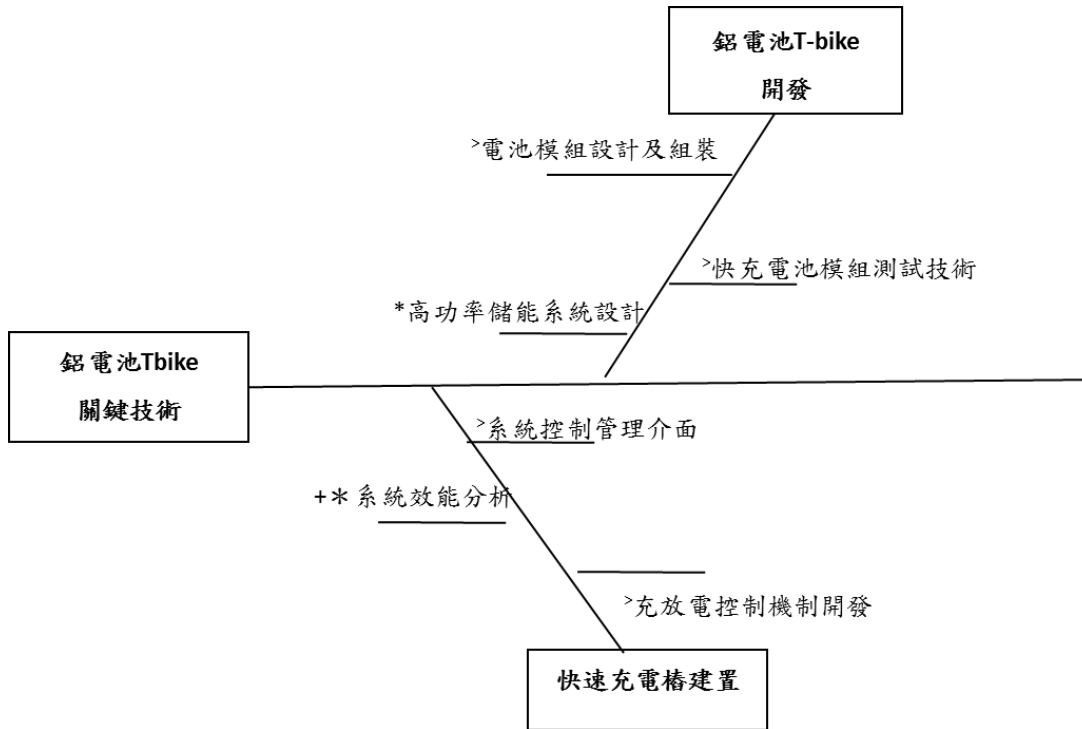 鋁電池T-bike
開發
>電池模組設計及組裝
>快充電池模組測試技術
*高功率儲能系統設計
鋁電池Tbike
關鍵技術
>系統控制管理介面
+＊系統效能分析
>充放電控制機制開發
快速充電樁建置